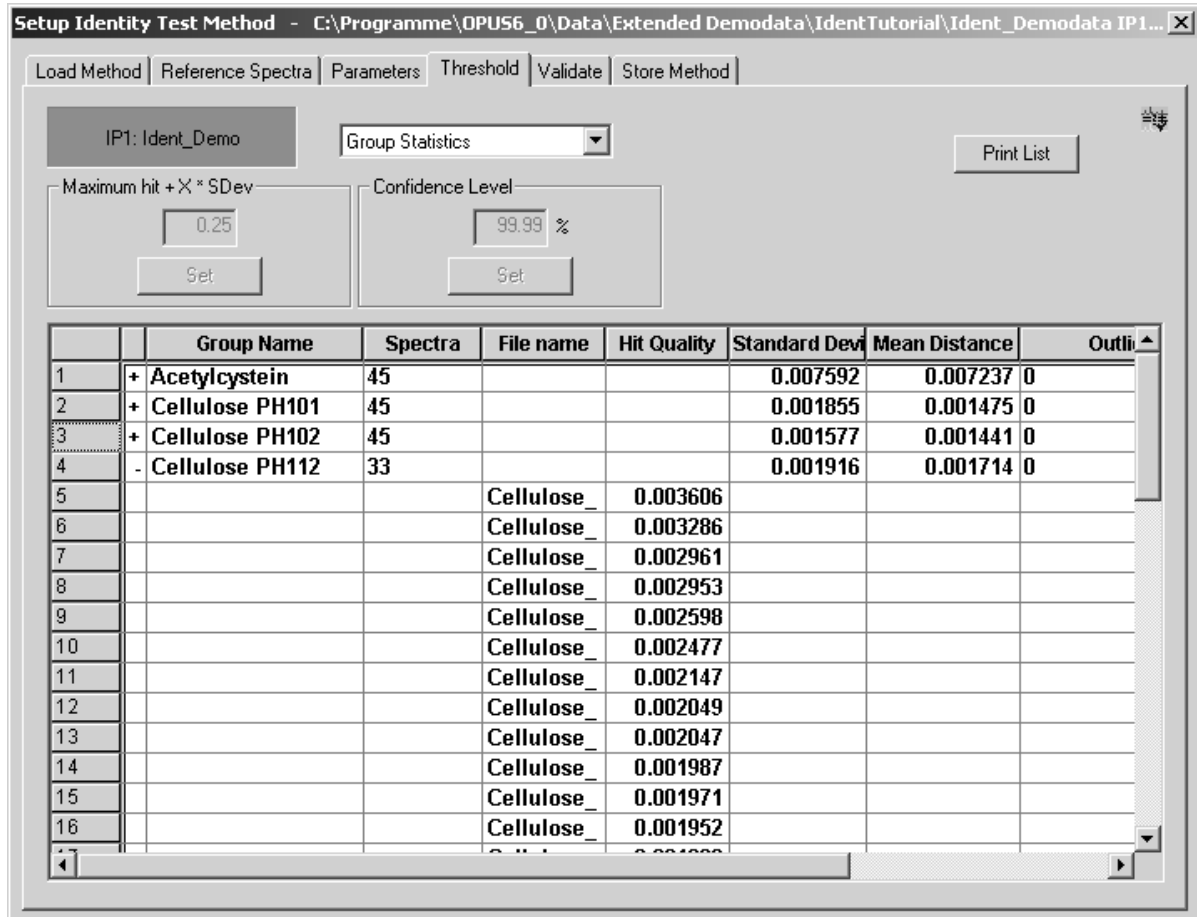 Setup Identity Test Method - C:\Programme\OPUS6_0\Data\Extended Demodata\IdentTutorial\Ident_Demodata IP1...
Load Method Reference Spectra Parameters Threshold Validate Store Method
IP1: Ident_Demo Group Statistics Print List
Maximum hit + X * SDev Confidence Level
0.25 99.99 %
Set Set
Group Name Spectra File name Hit Quality Standard Devi Mean Distance Outli
1 + Acetylcystein 45 0.007592 0.007237 0
2 + Cellulose PH101 45 0.001855 0.001475 0
3 + Cellulose PH102 45 0.001577 0.001441 0
4 - Cellulose PH112 33 0.001916 0.001714 0
5 Cellulose_ 0.003606
6 Cellulose_ 0.003286
7 Cellulose_ 0.002961
8 Cellulose_ 0.002953
9 Cellulose_ 0.002598
10 Cellulose_ 0.002477
11 Cellulose_ 0.002147
12 Cellulose_ 0.002049
13 Cellulose_ 0.002047
14 Cellulose_ 0.001987
15 Cellulose_ 0.001971
16 Cellulose_ 0.001952